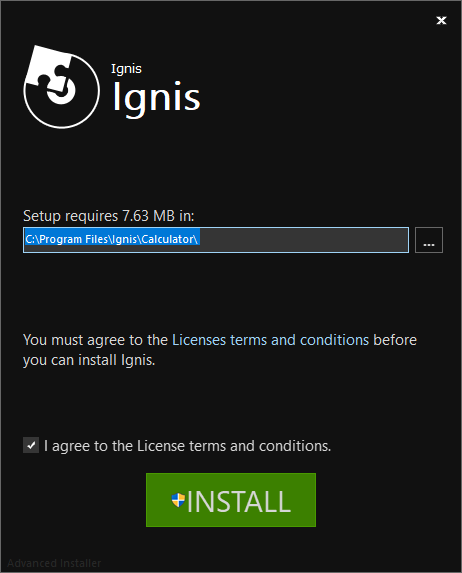 Ignis
Ignis
Setup requires 7.63 MB in:
C:\Program Files\Ignis\Calculator\
...
You must agree to the Licenses terms and conditions before
you can install Ignis.
I agree to the License terms and conditions.
INSTALL
Advanced Installer